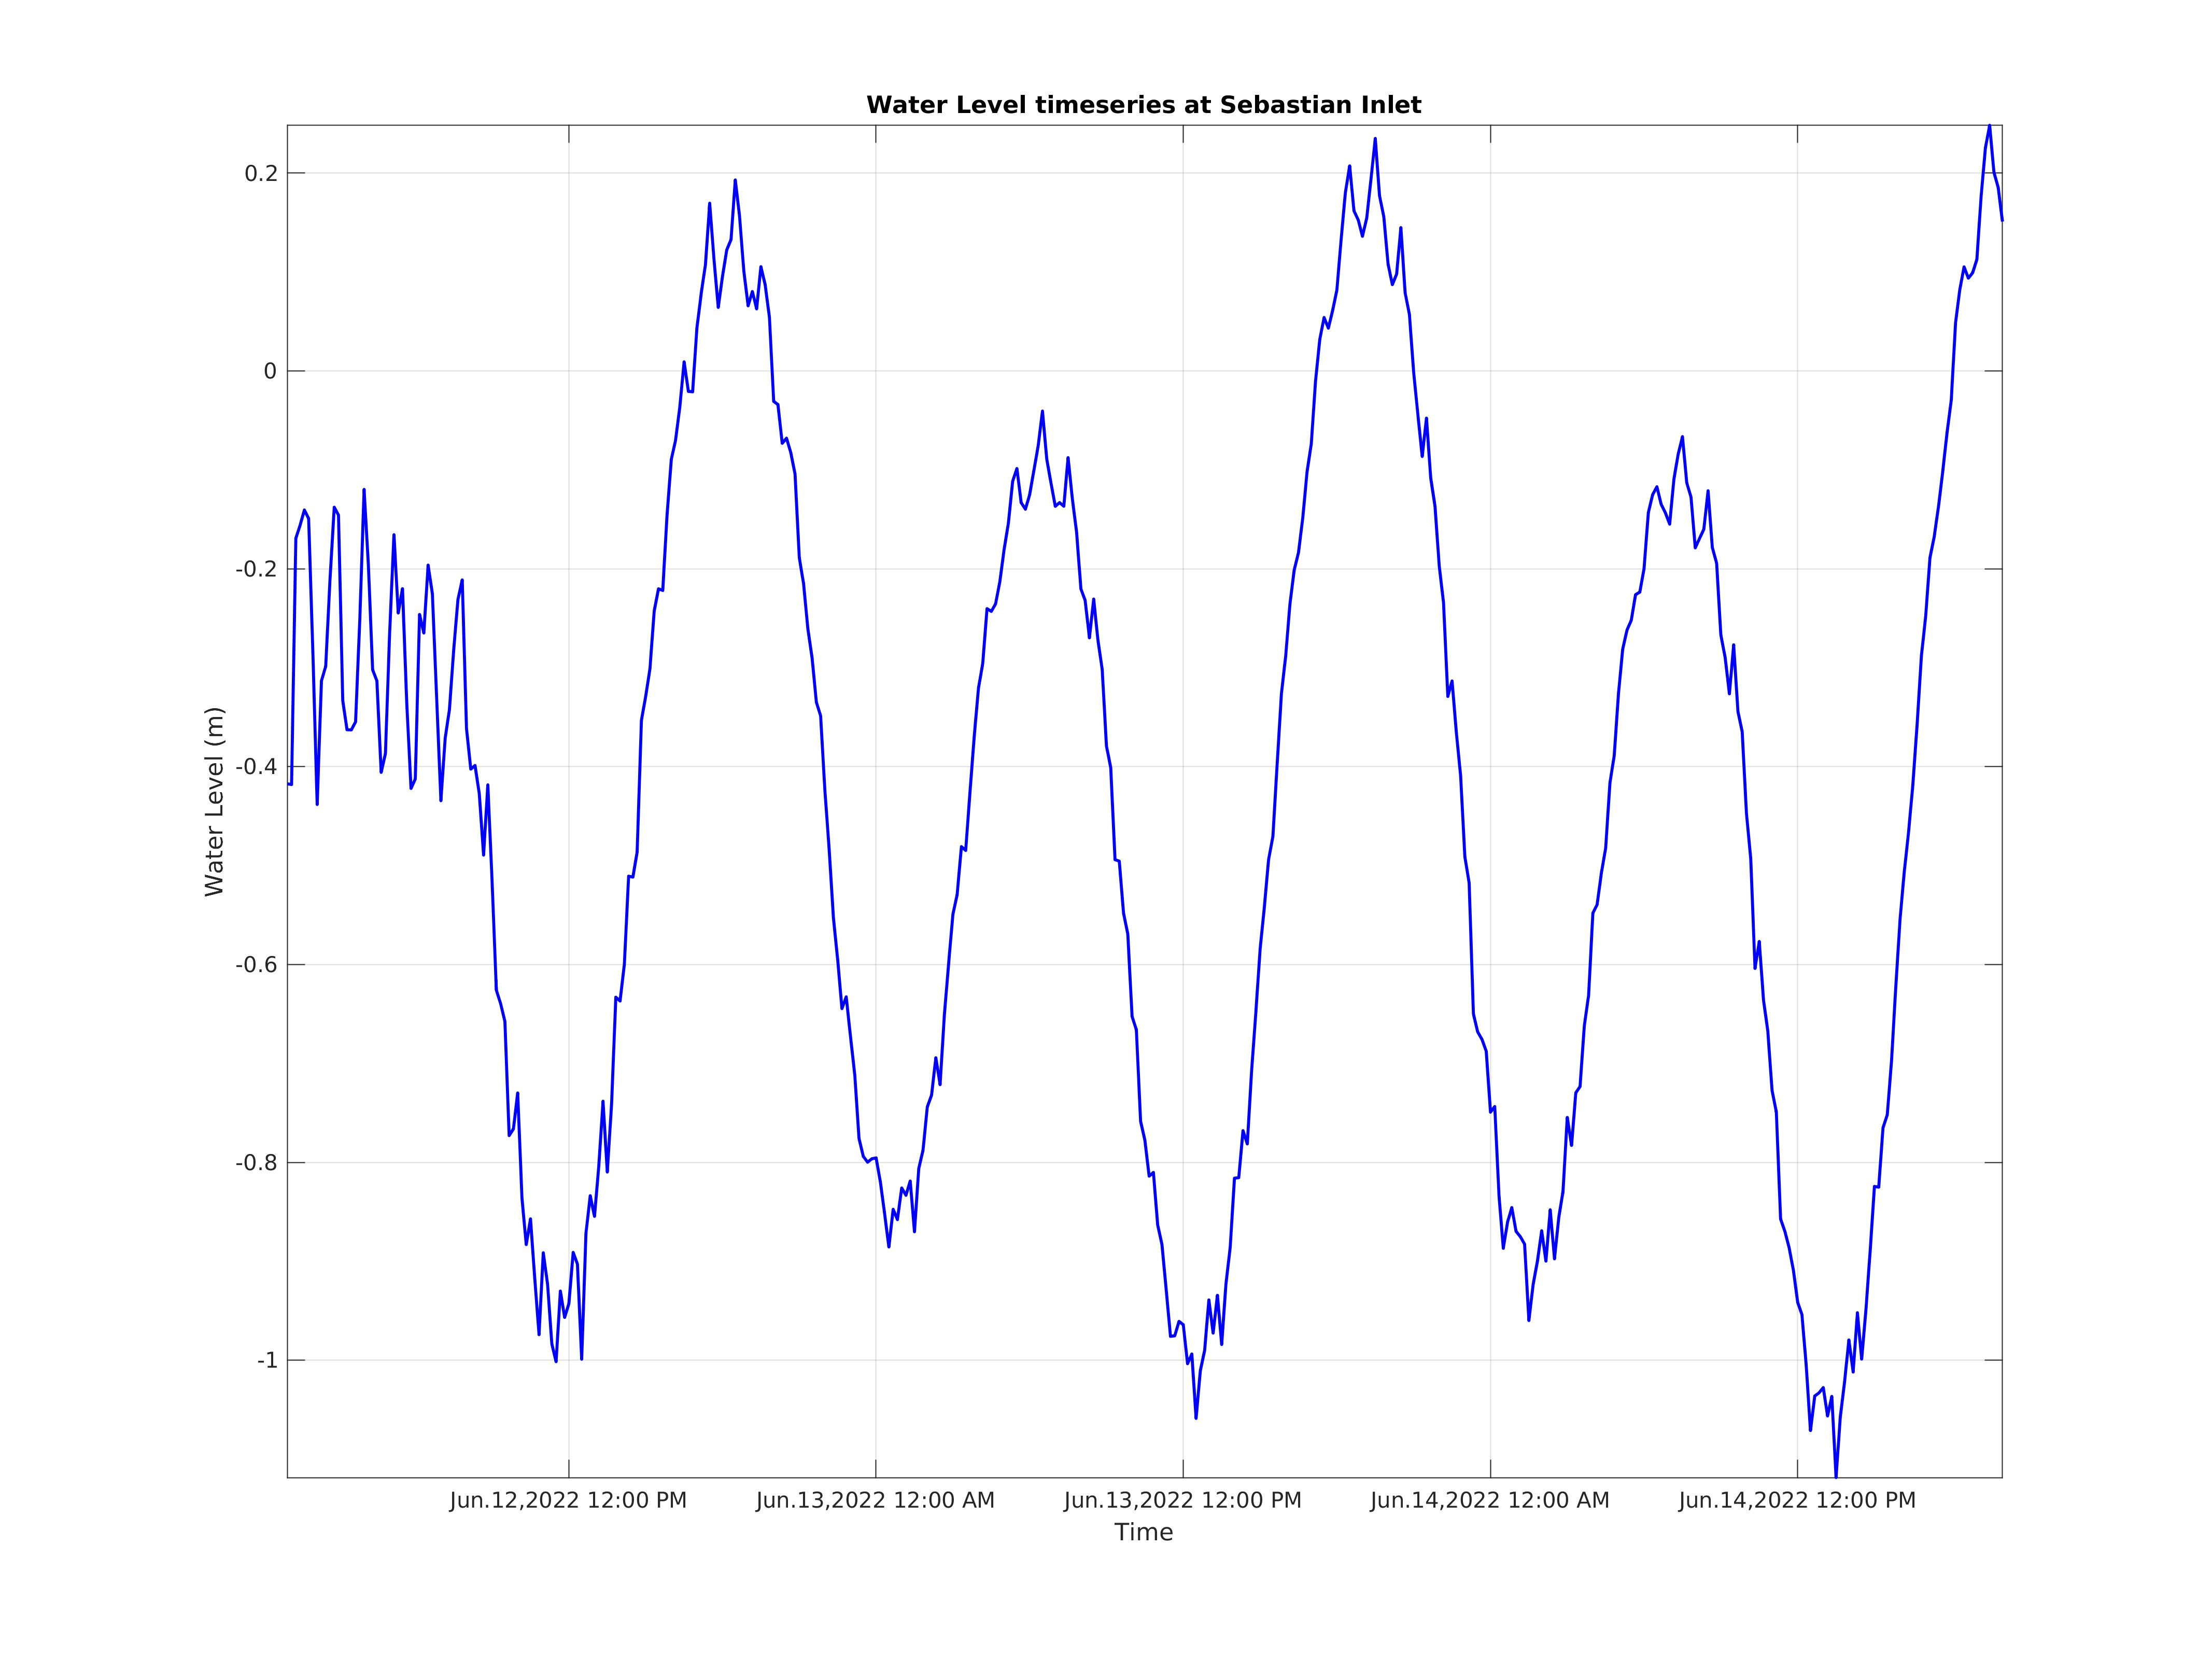 Water Level timeseries at Sebastian Inlet
0.2
0
-0.2
-0.4
-0.6
-0.8
-1
Water Level (m)
Jun.12,2022 12:00 PM
Jun.13,2022 12:00 AM
Jun.13,2022 12:00 PM
Jun.14,2022 12:00 AM
Jun.14,2022 12:00 PM
Time